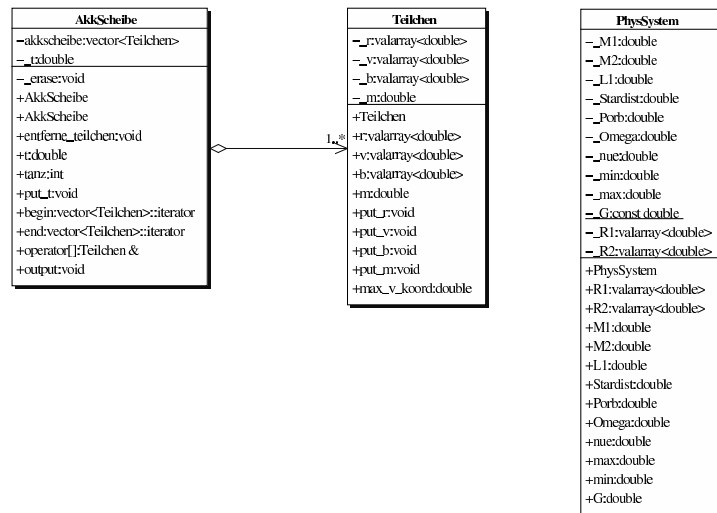 AkkScheibe
-akkscheibe:vector<Teilchen>
-_t:double
-_erase:void
+AkkScheibe
+AkkScheibe
+entferne_teilchen:void
+t:double
+tanz:int
+put_t:void
+begin:vector<Teilchen>::iterator
+end:vector<Teilchen>::iterator
+operator[]:Teilchen &
+output:void
1..*
Teilchen
-_r:valarray<double>
-_v:valarray<double>
-_b:valarray<double>
-_m:double
+Teilchen
+r:valarray<double>
+v:valarray<double>
+b:valarray<double>
+m:double
+put_r:void
+put_v:void
+put_b:void
+put_m:void
+max_v_koord:double
PhysSystem
-_M1:double
-_M2:double
-_L1:double
-_Stardist:double
-_Porb:double
-_Omega:double
-_nue:double
-_min:double
-_max:double
-_G:const double
-_R1:valarray<double>
-_R2:valarray<double>
+PhysSystem
+R1:valarray<double>
+R2:valarray<double>
+M1:double
+M2:double
+L1:double
+Stardist:double
+Porb:double
+Omega:double
+nue:double
+max:double
+min:double
+G:double